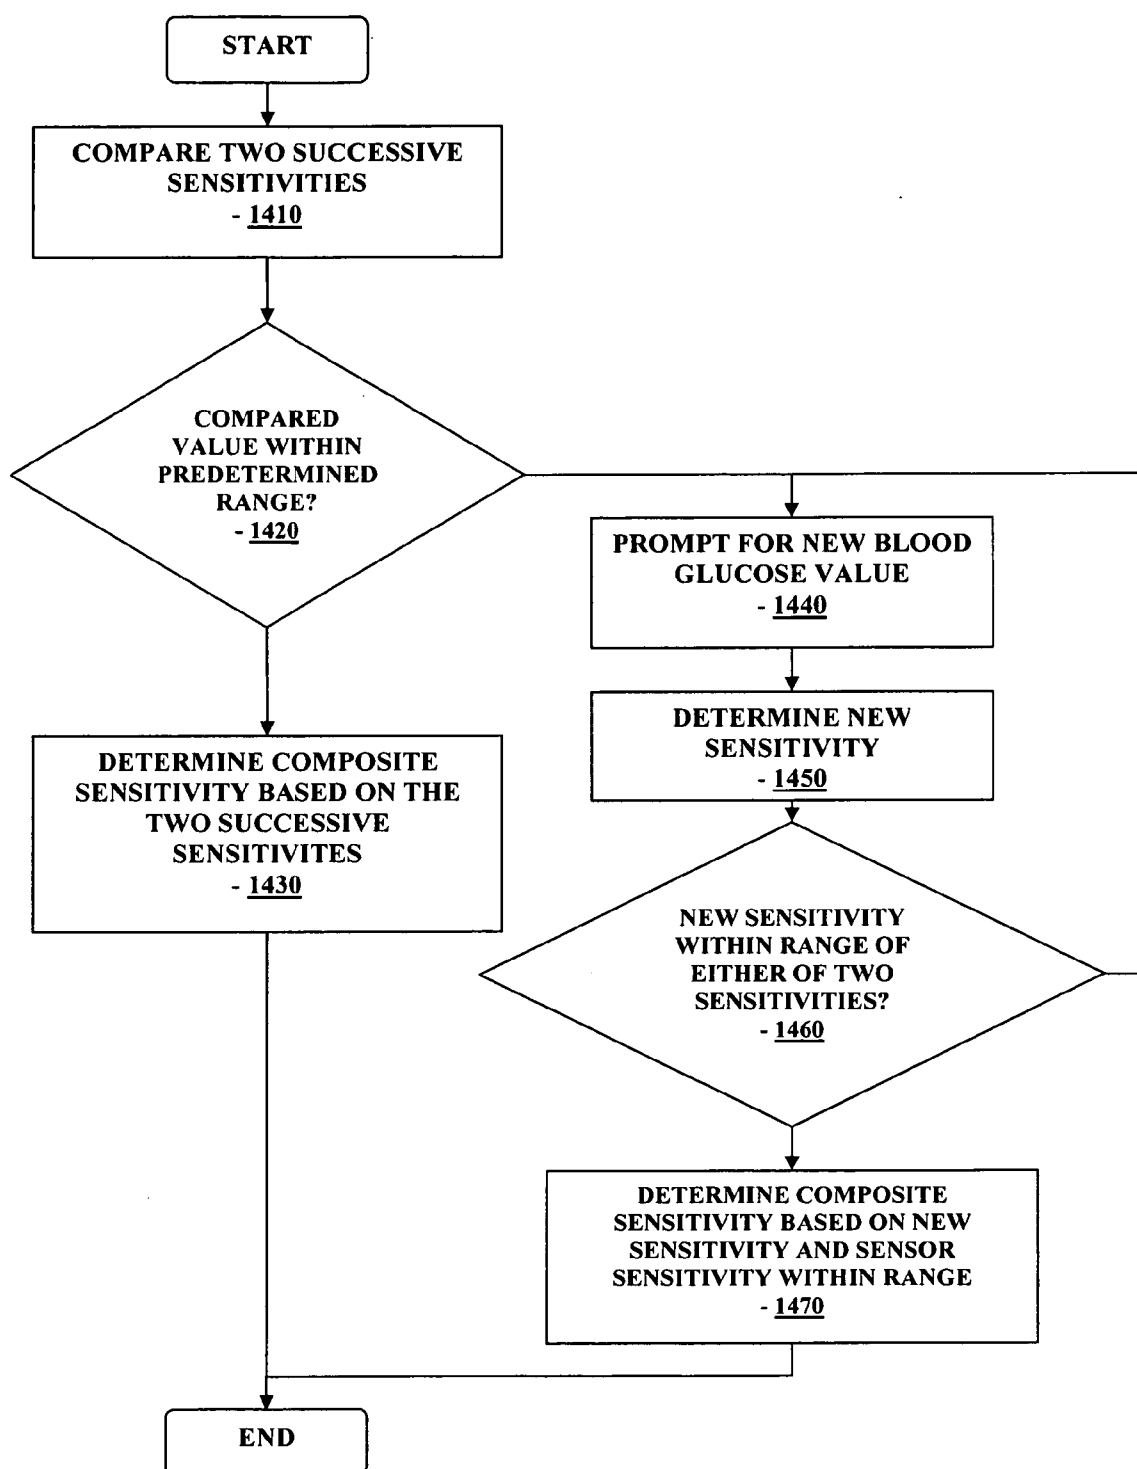 START
COMPARE TWO SUCCESSIVE
SENSITIVITIES
- 1410
COMPARED
VALUE WITHIN
PREDETERMINED
RANGE?
- 1420
PROMPT FOR NEW BLOOD
GLUCOSE VALUE
- 1440
DETERMINE NEW
SENSITIVITY
- 1450
DETERMINE COMPOSITE
SENSITIVITY BASED ON THE
TWO SUCCESSIVE
SENSITIVITES
- 1430
NEW SENSITIVITY
WITHIN RANGE OF
EITHER OF TWO
SENSITIVITIES?
- 1460
DETERMINE COMPOSITE
SENSITIVITY BASED ON NEW
SENSITIVITY AND SENSOR
SENSITIVITY WITHIN RANGE
- 1470
END